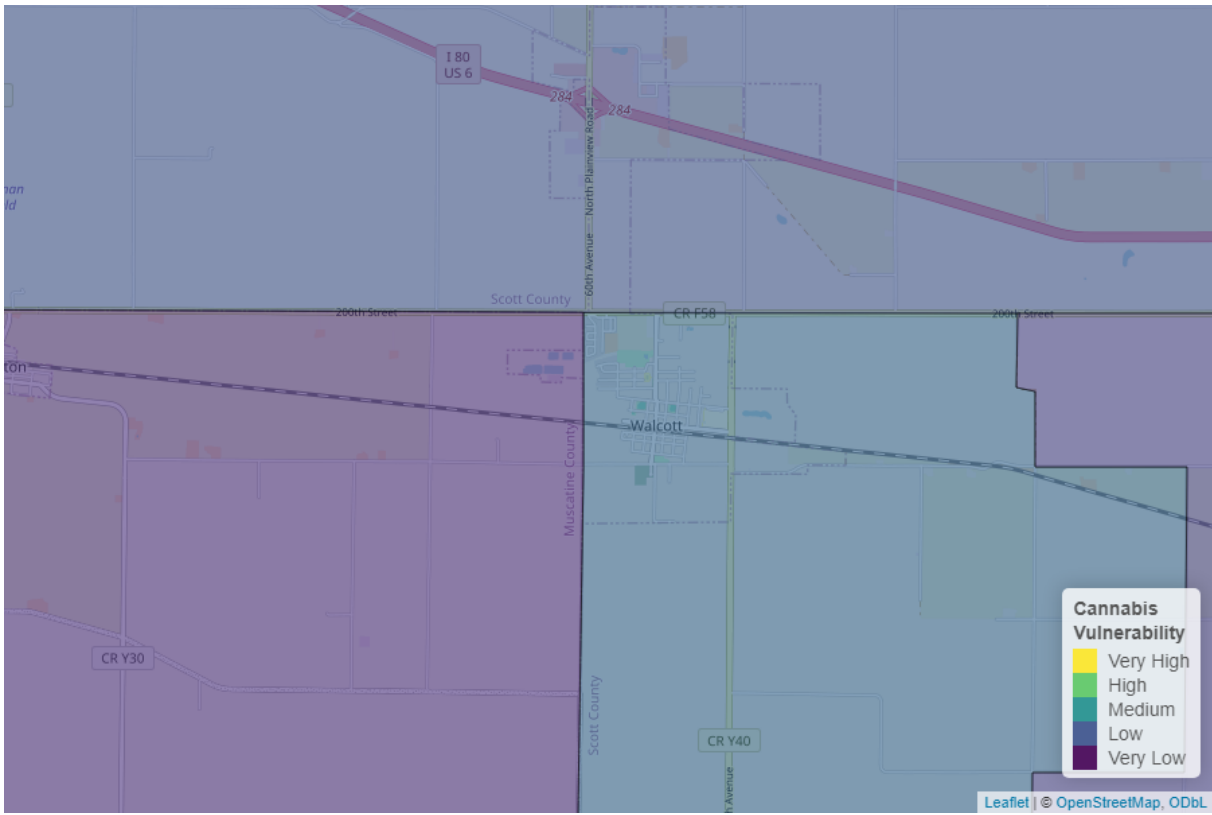 I 80
US 6
284
284
North Plainview Road
60th Avenue
Scott County
200th Street
CR F58
200th Street
Walcott
Muscatine County
CR Y30
Scott County
CR Y40
Cannabis
Vulnerability
Very High
High
Medium
Low
Very Low
Leaflet | © OpenStreetMap, ODbL